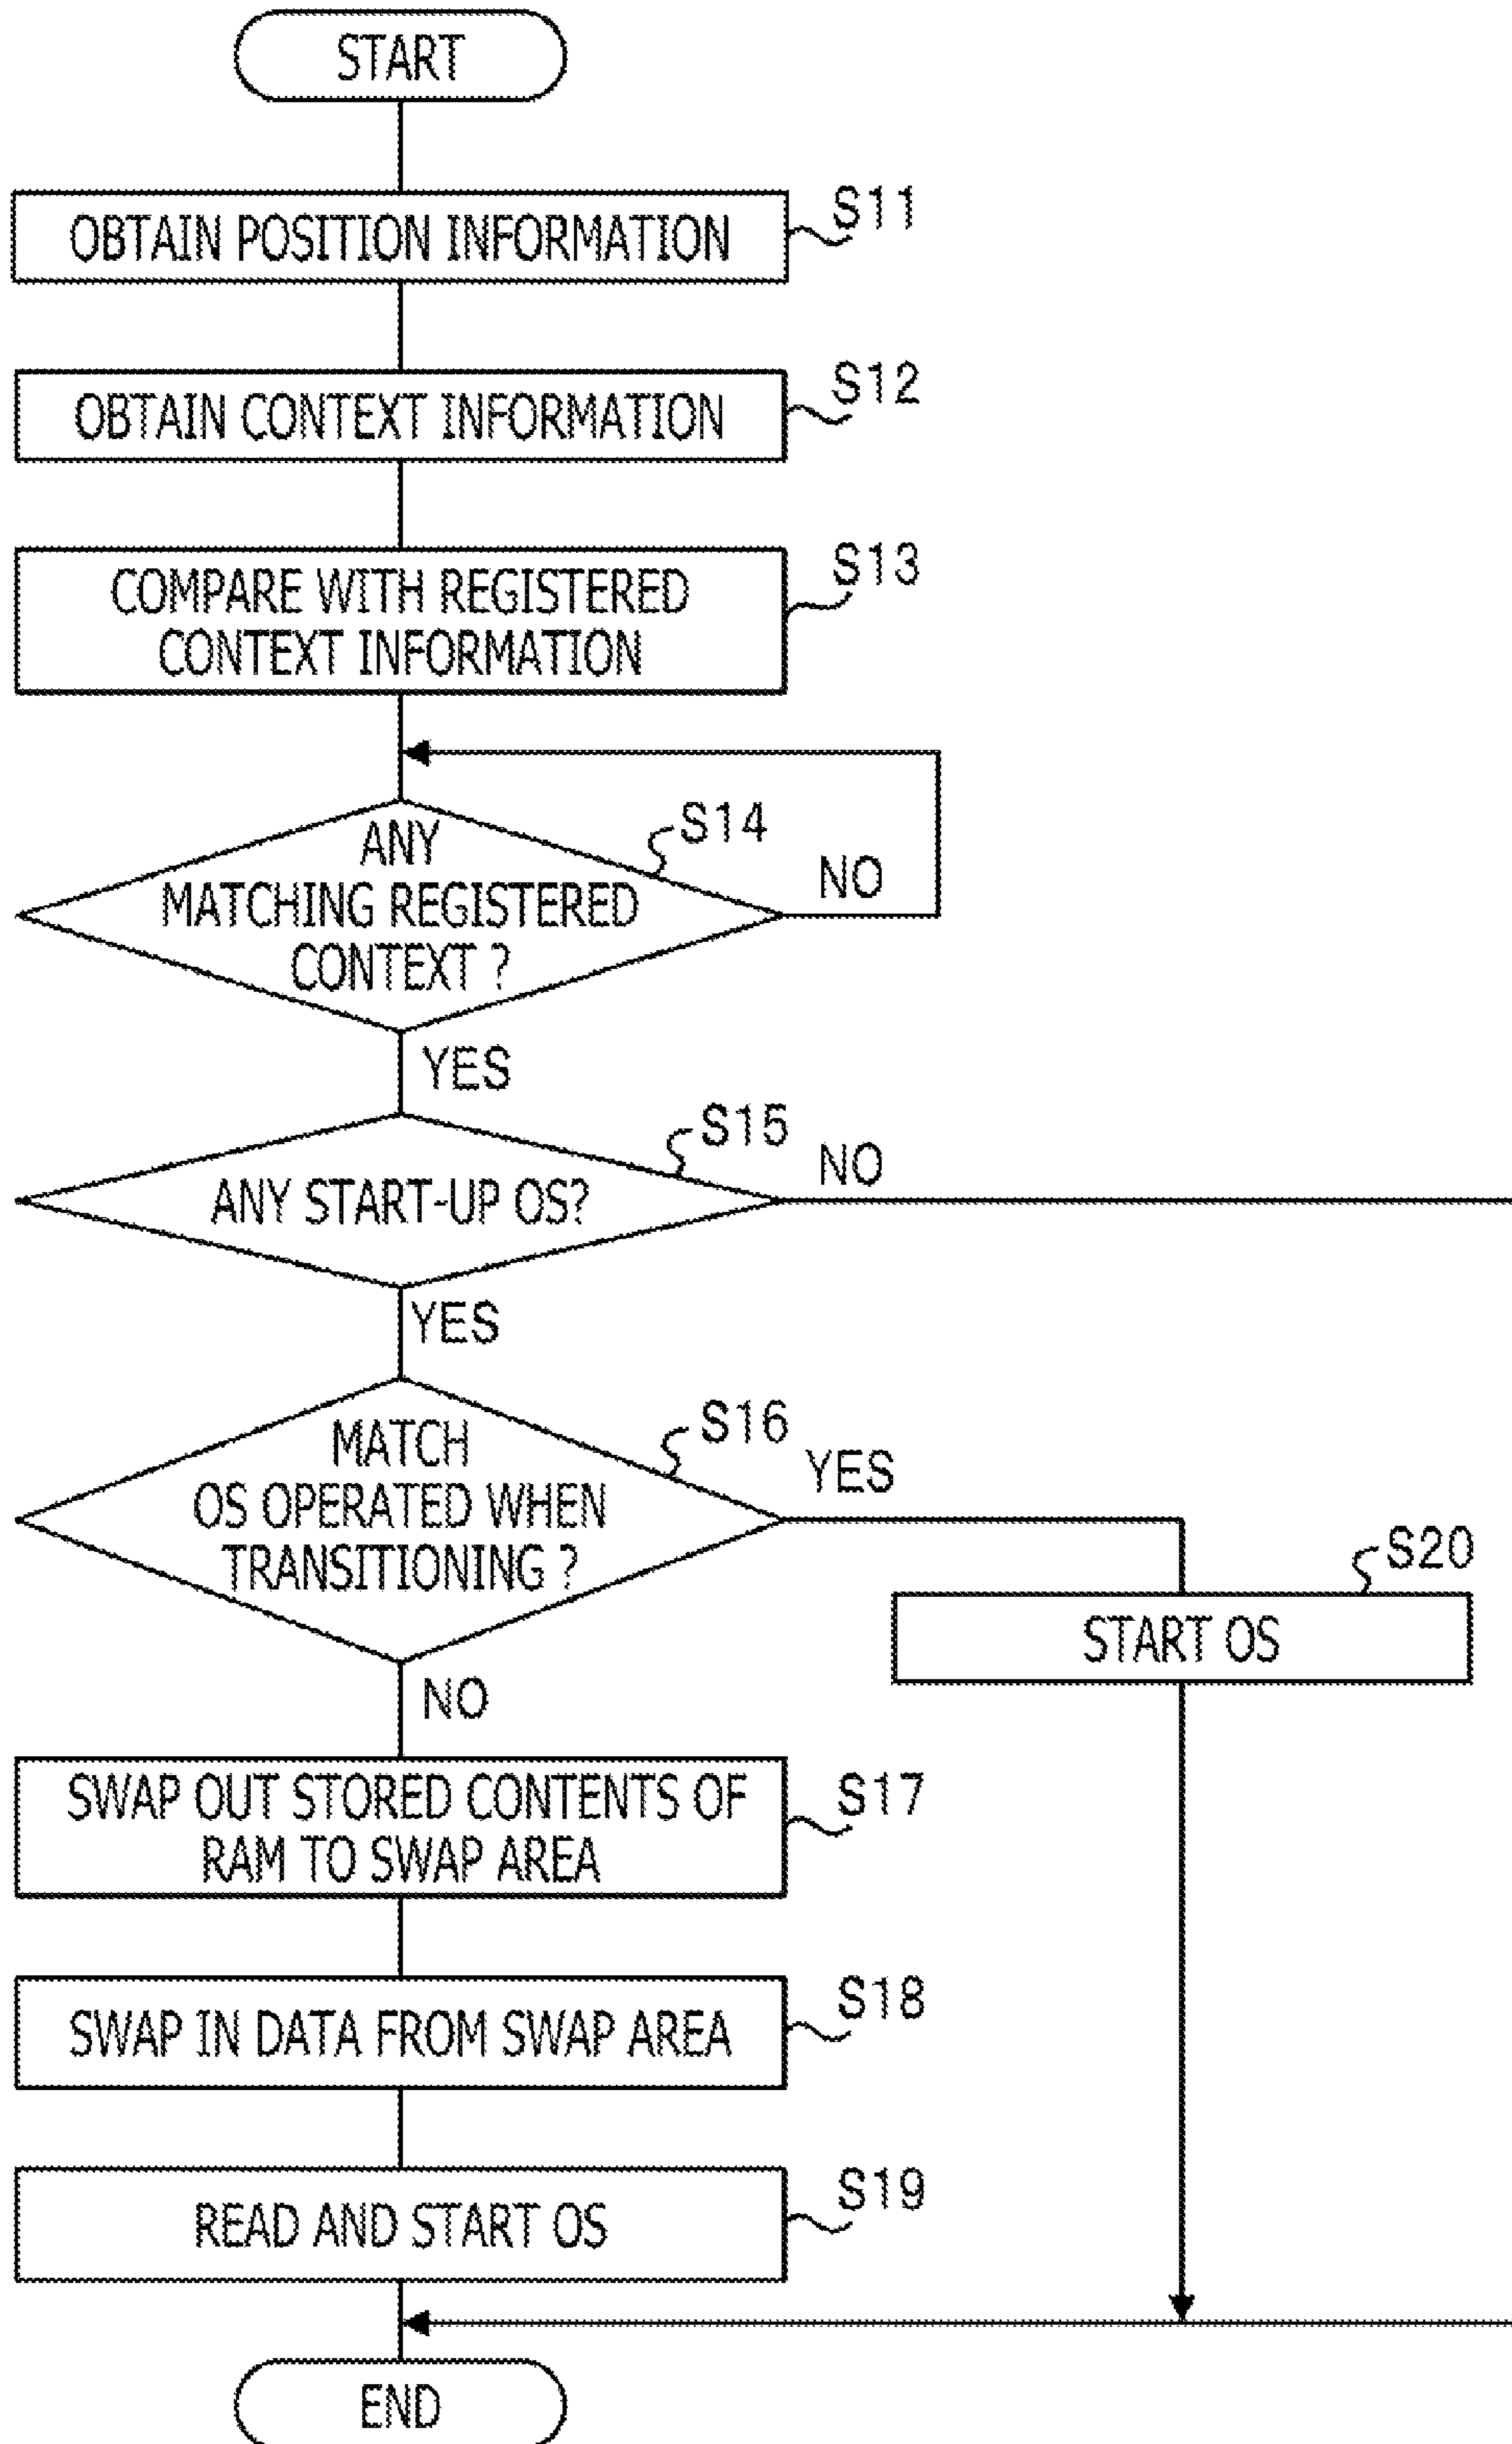 START
OBTAIN POSITION INFORMATION
S11
OBTAIN CONTEXT INFORMATION
S12
COMPARE WITH REGISTERED
CONTEXT INFORMATION
S13
ANY
MATCHING REGISTERED
CONTEXT ?
S14
NO
YES
ANY START-UP OS?
S15
NO
YES
MATCH
OS OPERATED WHEN
TRANSITIONING ?
S16
YES
S20
START OS
NO
SWAP OUT STORED CONTENTS OF
RAM TO SWAP AREA
S17
SWAP IN DATA FROM SWAP AREA
S18
READ AND START OS
S19
END